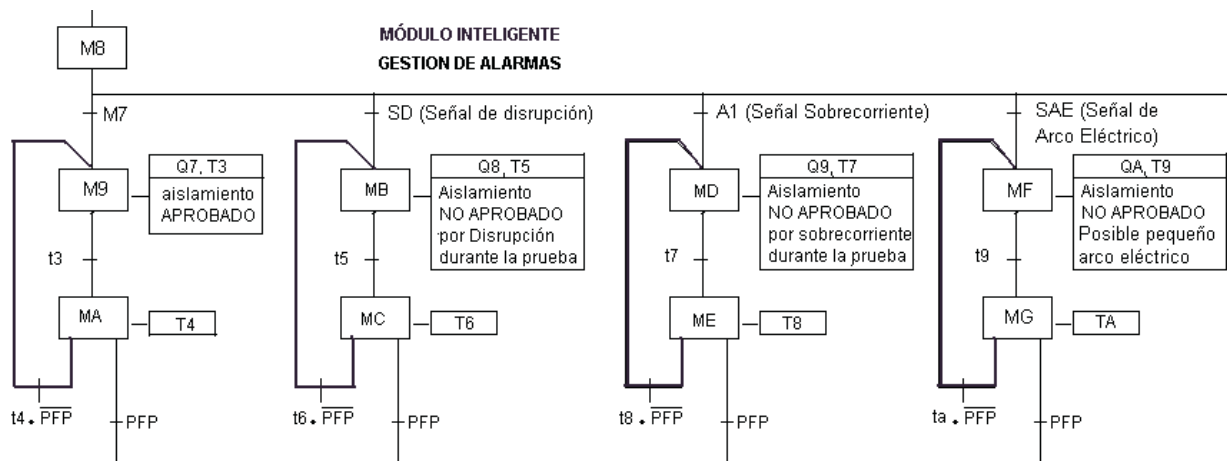 M8
MÓDULO INTELIGENTE
GESTION DE ALARMAS
M7
SD (Señal de disrupción)
A1 (Señal Sobrecorriente)
SAE (Señal de
Arco Eléctrico)
M9
Q7, T3
aislamiento
APROBADO
MB
Q8, T5
Aislamiento
NO APROBADO
por Disrupción
durante la prueba
MD
Q9, T7
Aislamiento
NO APROBADO
por sobrecorriente
durante la prueba
MF
QA, T9
Aislamiento
NO APROBADO
Posible pequeño
arco eléctrico
t3
t5
t7
t9
MA
T4
MC
T6
ME
T8
MG
TA
t4 . P̅F̅P̅
PFP
t6 . P̅F̅P̅
PFP
t8 . P̅F̅P̅
PFP
ta . P̅F̅P̅
PFP